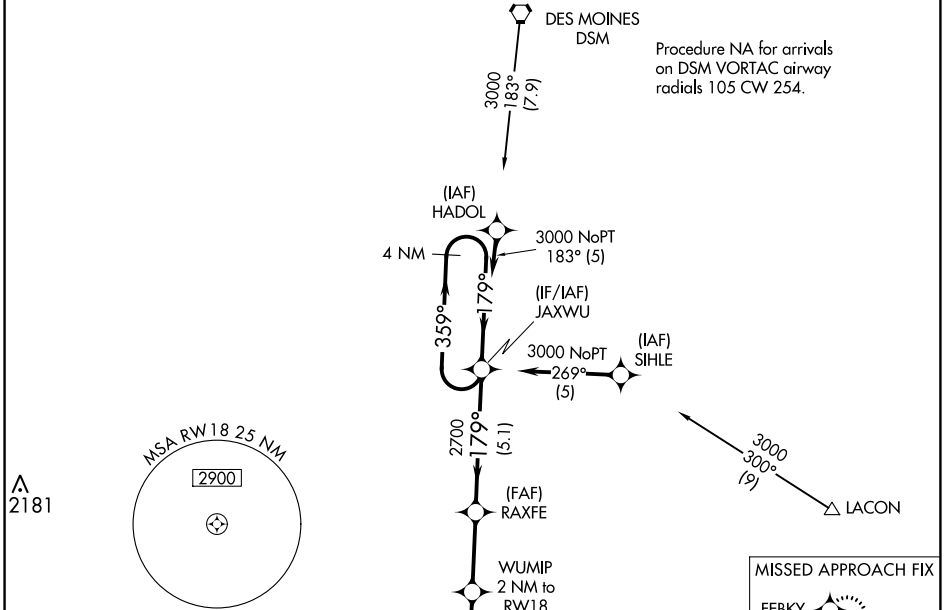 DES MOINES
DSM
Procedure NA for arrivals
on DSM VORTAC airway
radials 105 CW 254.
3000
183°
(7.9)
(IAF)
HADOL
4 NM
3000 NoPT
183° (5)
359°
179°
(IF/IAF)
JAXWU
3000 NoPT
269°
(5)
(IAF)
SIHLE
2700
179°
(5.1)
3000
300°
(9)
LACON
MSA RW18 25 NM
2900
2181
(FAF)
RAXFE
WUMIP
2 NM to
RW18
MISSED APPROACH FIX